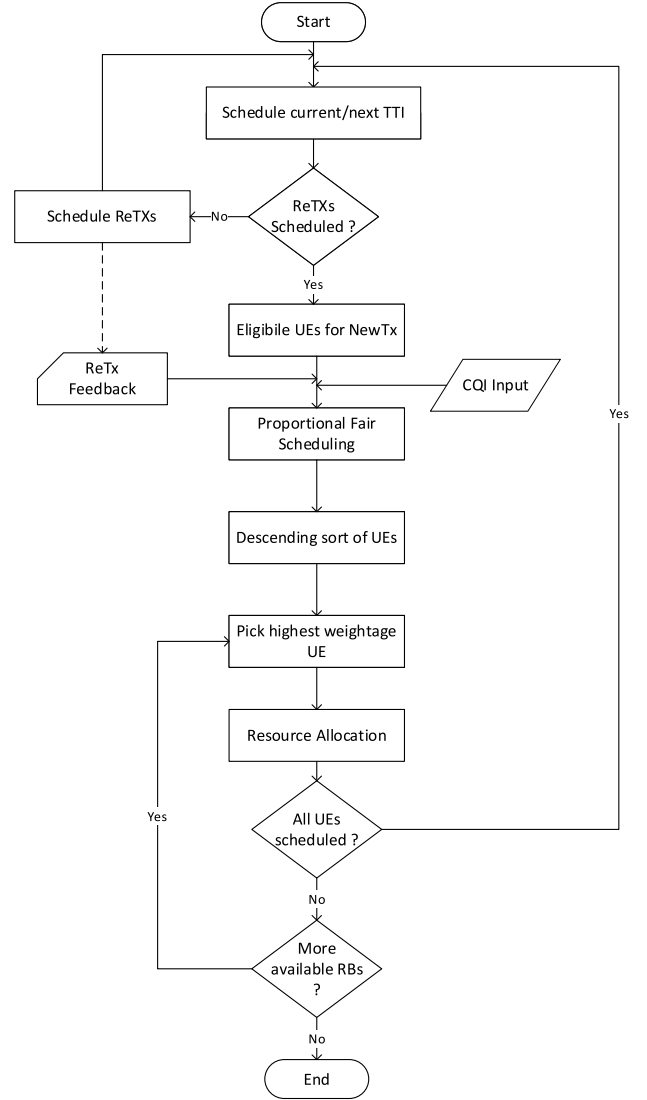 Start
Schedule current/next TTI
ReTXs
Scheduled ?
No
Schedule ReTXs
Yes
Eligibile UEs for NewTx
ReTx
Feedback
CQI Input
Proportional Fair
Scheduling
Yes
Descending sort of UEs
Pick highest weightage
UE
Resource Allocation
All UEs
scheduled ?
Yes
No
More
available RBs
?
No
End